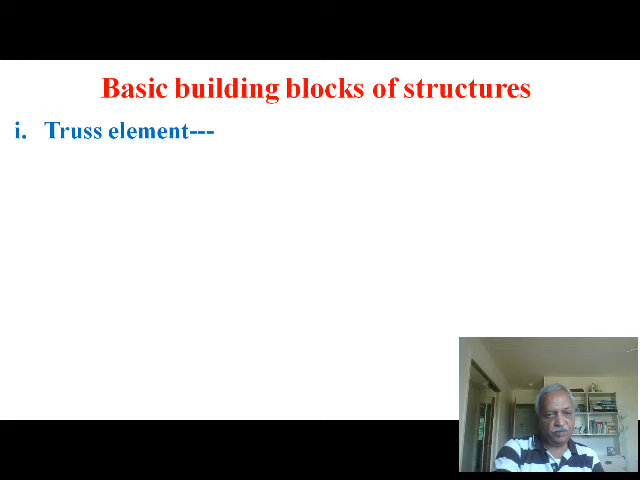 Basic building blocks of structures
i. Truss element---